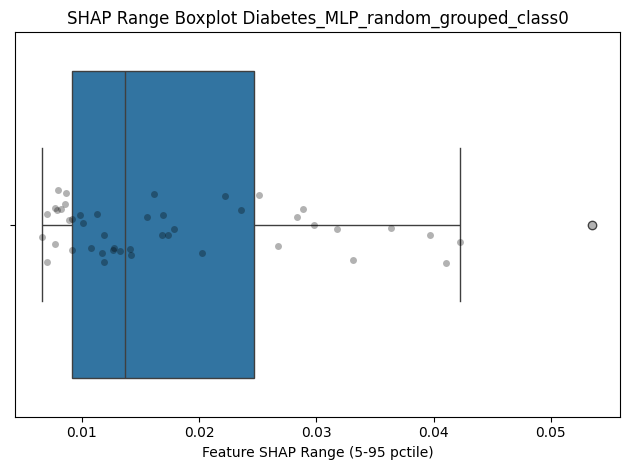 SHAP Range Boxplot Diabetes_MLP_random_grouped_class0
0.01 0.02 0.03 0.04 0.05
Feature SHAP Range (5-95 pctile)